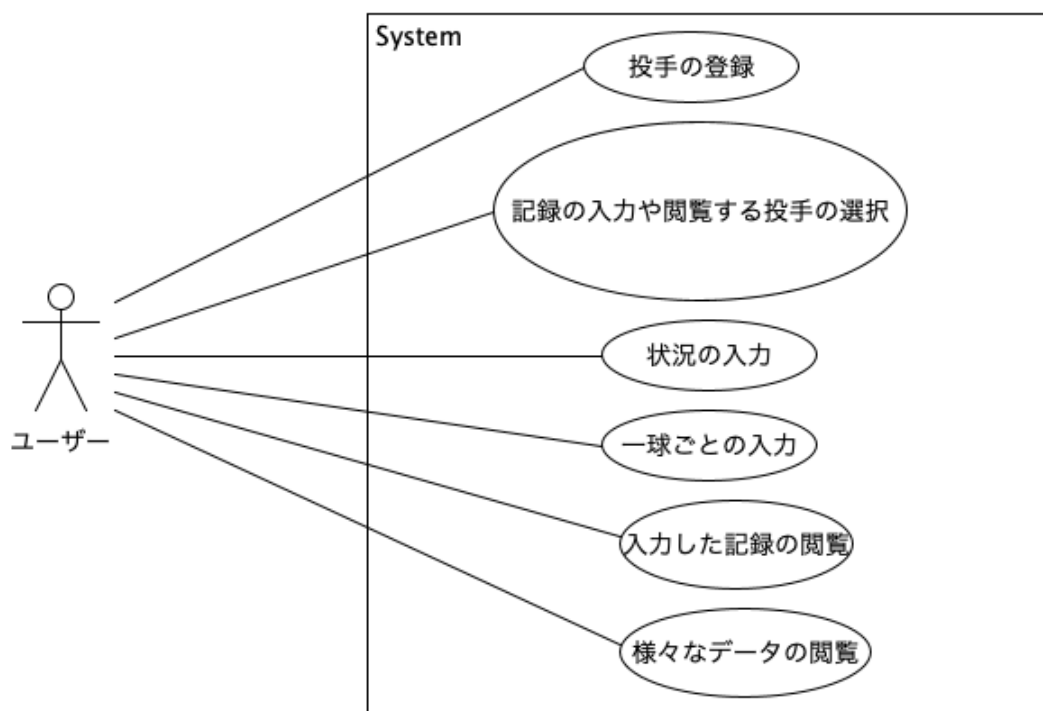 System
投手の登録
記録の入力や閲覧する投手の選択
状況の入力
一球ごとの入力
入力した記録の閲覧
様々なデータの閲覧
ユーザー